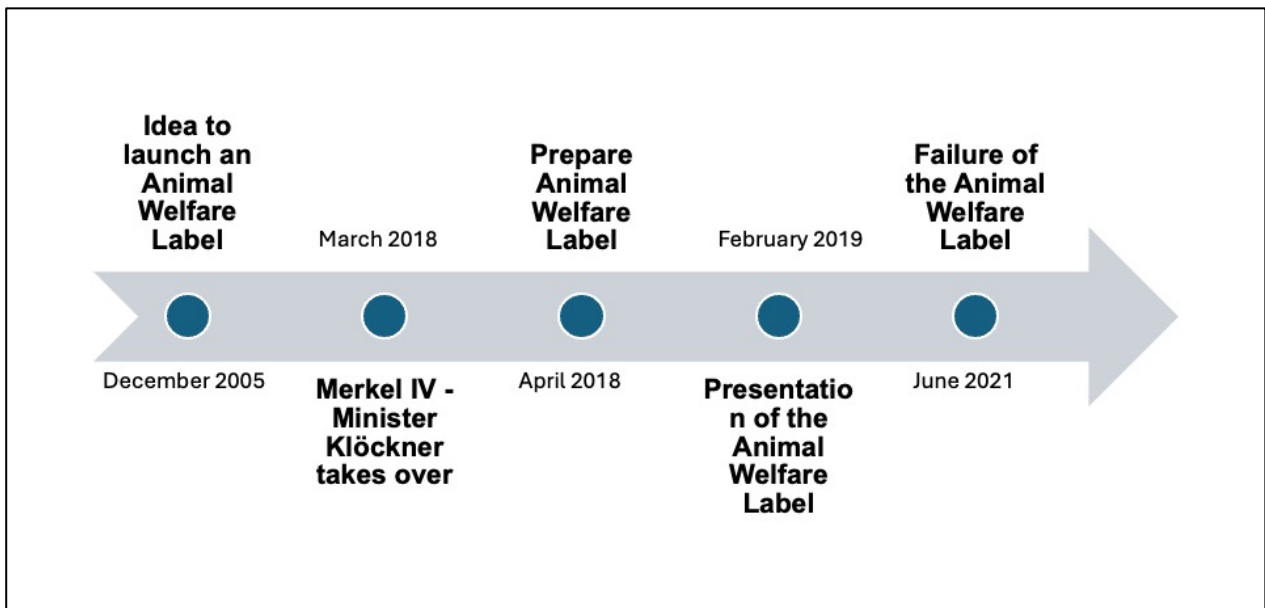 Idea to
launch an
Animal
Welfare
Label
December 2005
March 2018
Merkel IV -
Minister
Klöckner
takes over
Prepare
Animal
Welfare
Label
April 2018
February 2019
Presentatio
n of the
Animal
Welfare
Label
Failure of
the Animal
Welfare
Label
June 2021